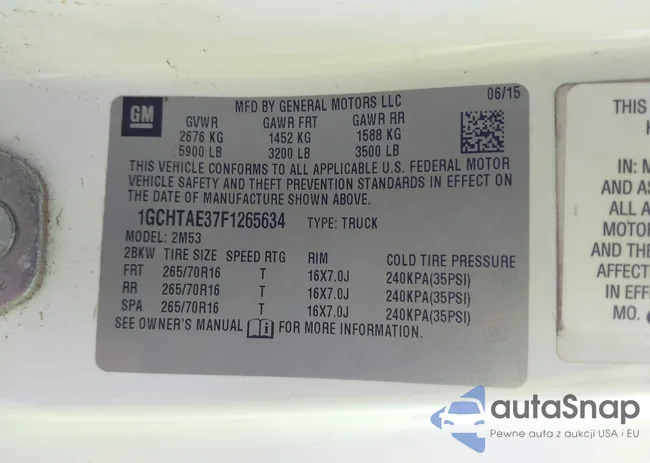 GM
MFD BY GENERAL MOTORS LLC 06/15
GVWR GAWR FRT GAWR RR
2676 KG 1452 KG 1588 KG
5900 LB 3200 LB 3500 LB
THIS VEHICLE CONFORMS TO ALL APPLICABLE U.S. FEDERAL MOTOR
VEHICLE SAFETY AND THEFT PREVENTION STANDARDS IN EFFECT ON
THE DATE OF MANUFACTURE SHOWN ABOVE.
1GCHTAE37F1265634 TYPE: TRUCK
MODEL: 2M53
2BKW TIRE SIZE SPEED RTG RIM COLD TIRE PRESSURE
FRT 265/70R16 T 16X7.0J 240KPA(35PSI)
RR 265/70R16 T 16X7.0J 240KPA(35PSI)
SPA 265/70R16 T 16X7.0J 240KPA(35PSI)
SEE OWNER'S MANUAL FOR MORE INFORMATION.
THIS
IN: M
AND AS
ALL A
MOTOR
AFFECT
IN EFFE
MO.
autoSnap
Pewne auta z aukcji USA i EU